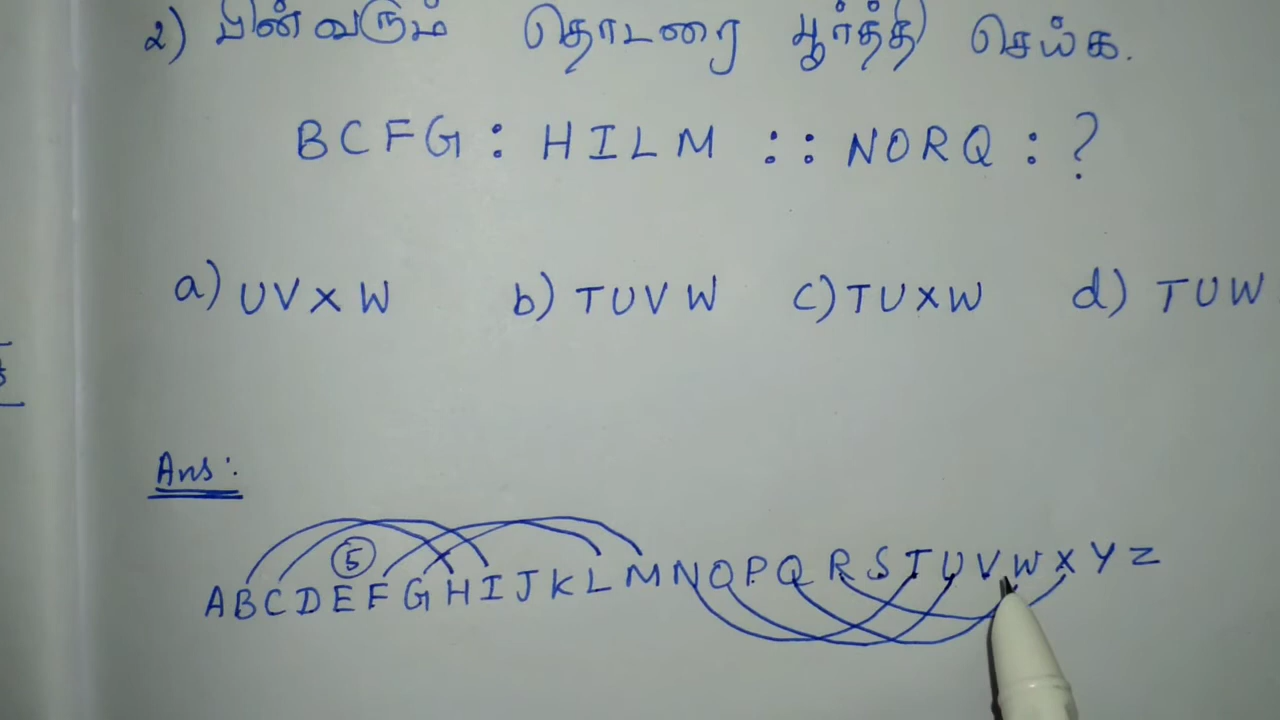 2) பின்வரும் தொடரை பூர்த்தி செய்க.
BCFG : HILM :: NORQ : ?
a) UVXW b) TUVW c) TUXW d) TUW
Ans:
5
ABCDEFGHIJKLMNOPQRSTUVWXYZ